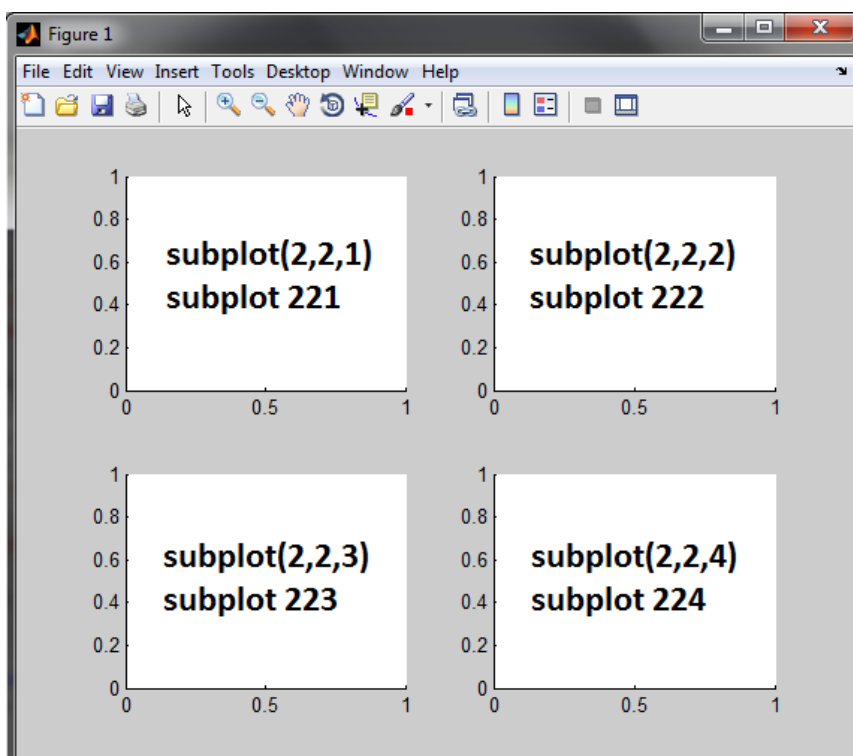 Figure 1
File Edit View Insert Tools Desktop Window Help
1
0.8
0.6
0.4
0.2
0
0 0.5 1
subplot(2,2,1)
subplot 221
1
0.8
0.6
0.4
0.2
0
0 0.5 1
subplot(2,2,2)
subplot 222
1
0.8
0.6
0.4
0.2
0
0 0.5 1
subplot(2,2,3)
subplot 223
1
0.8
0.6
0.4
0.2
0
0 0.5 1
subplot(2,2,4)
subplot 224